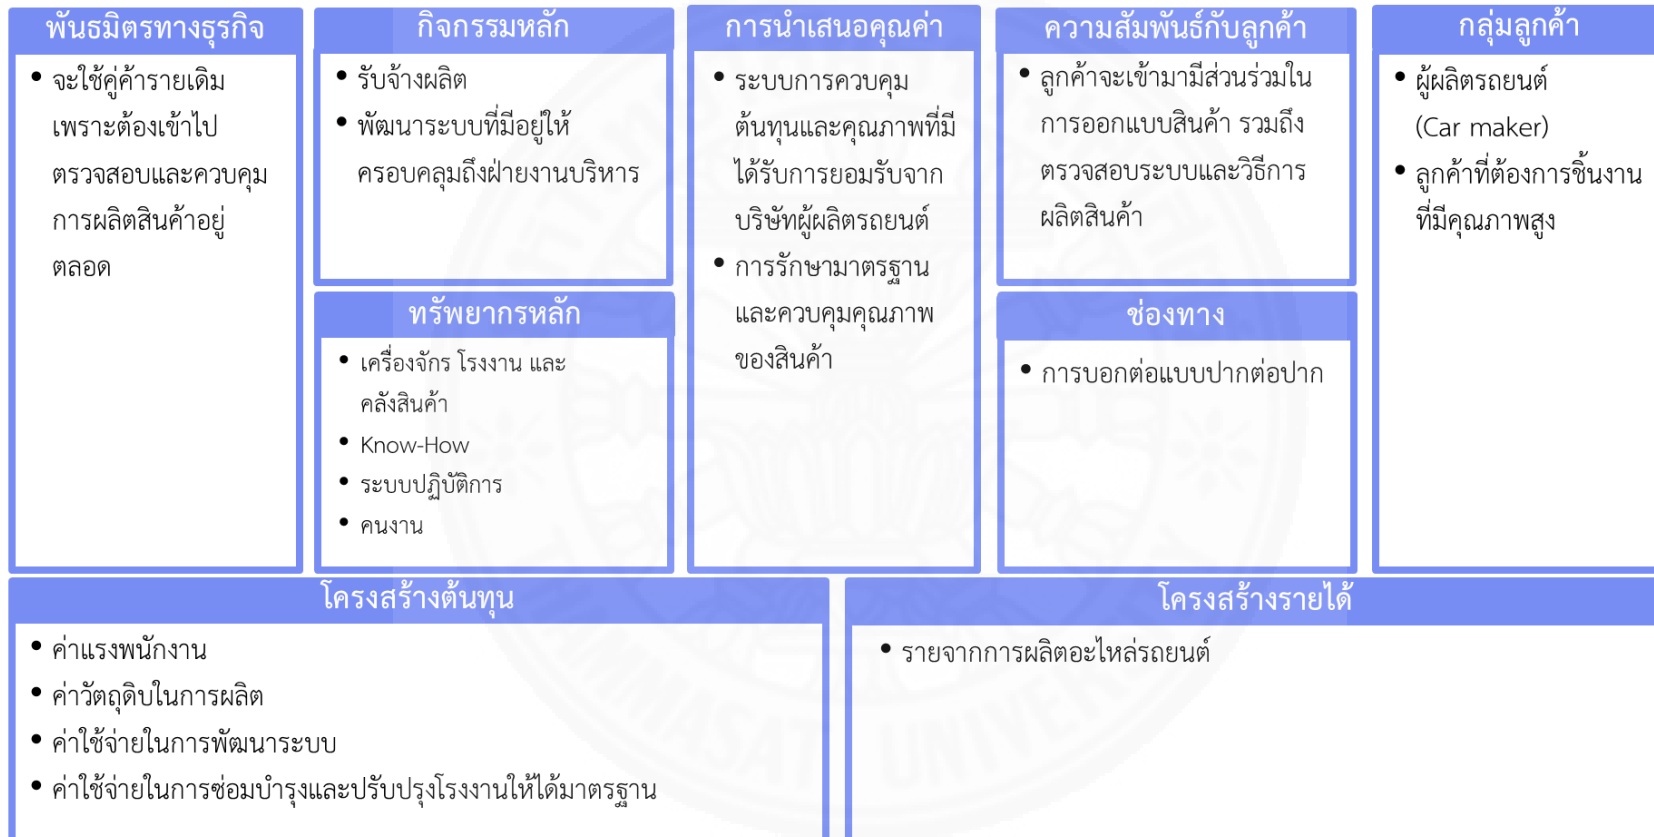 พันธมิตรทางธุรกิจ
จะใช้คู่ค้ารายเดิม
เพราะต้องเข้าไป
ตรวจสอบและควบคุม
การผลิตสินค้าอยู่
ตลอด
กิจกรรมหลัก
รับจ้างผลิต
พัฒนาระบบที่มีอยู่ให้
ครอบคลุมถึงฝ่ายงานบริหาร
ทรัพยากรหลัก
เครื่องจักร โรงงาน และ
คลังสินค้า
Know-How
ระบบปฏิบัติการ
คนงาน
การนำเสนอคุณค่า
ระบบการควบคุม
ต้นทุนและคุณภาพที่มี
ได้รับการยอมรับจาก
บริษัทผู้ผลิตรถยนต์
การรักษามาตรฐาน
และควบคุมคุณภาพ
ของสินค้า
ความสัมพันธ์กับลูกค้า
ลูกค้าจะเข้ามามีส่วนร่วมใน
การออกแบบสินค้า รวมถึง
ตรวจสอบระบบและวิธีการ
ผลิตสินค้า
ช่องทาง
การบอกต่อแบบปากต่อปาก
กลุ่มลูกค้า
ผู้ผลิตรถยนต์
(Car maker)
ลูกค้าที่ต้องการชิ้นงาน
ที่มีคุณภาพสูง
โครงสร้างต้นทุน
ค่าแรงพนักงาน
ค่าวัตถุดิบในการผลิต
ค่าใช้จ่ายในการพัฒนาระบบ
ค่าใช้จ่ายในการซ่อมบำรุงและปรับปรุงโรงงานให้ได้มาตรฐาน
โครงสร้างรายได้
รายจากการผลิตอะไหล่รถยนต์
THAMMASAT UNIVERSITY